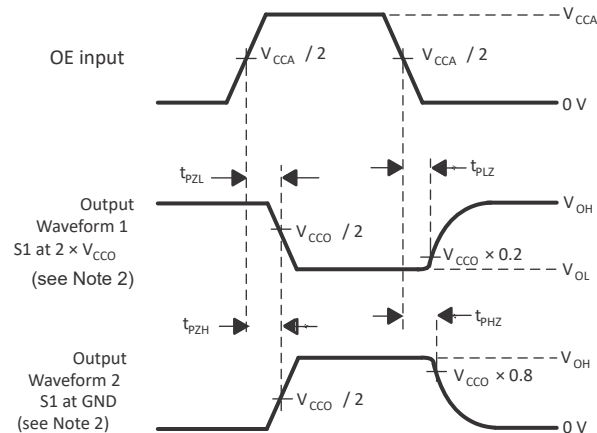 V_CCA
OE input
V_CCA / 2
V_CCA / 2
0 V
t_PZL
t_PLZ
Output
Waveform 1
S1 at 2 × V_CCO
(see Note 2)
V_OH
V_CCO / 2
V_CCO × 0.2
V_OL
t_PZH
t_PHZ
Output
Waveform 2
S1 at GND
(see Note 2)
V_OH
V_CCO × 0.8
V_CCO / 2
0 V